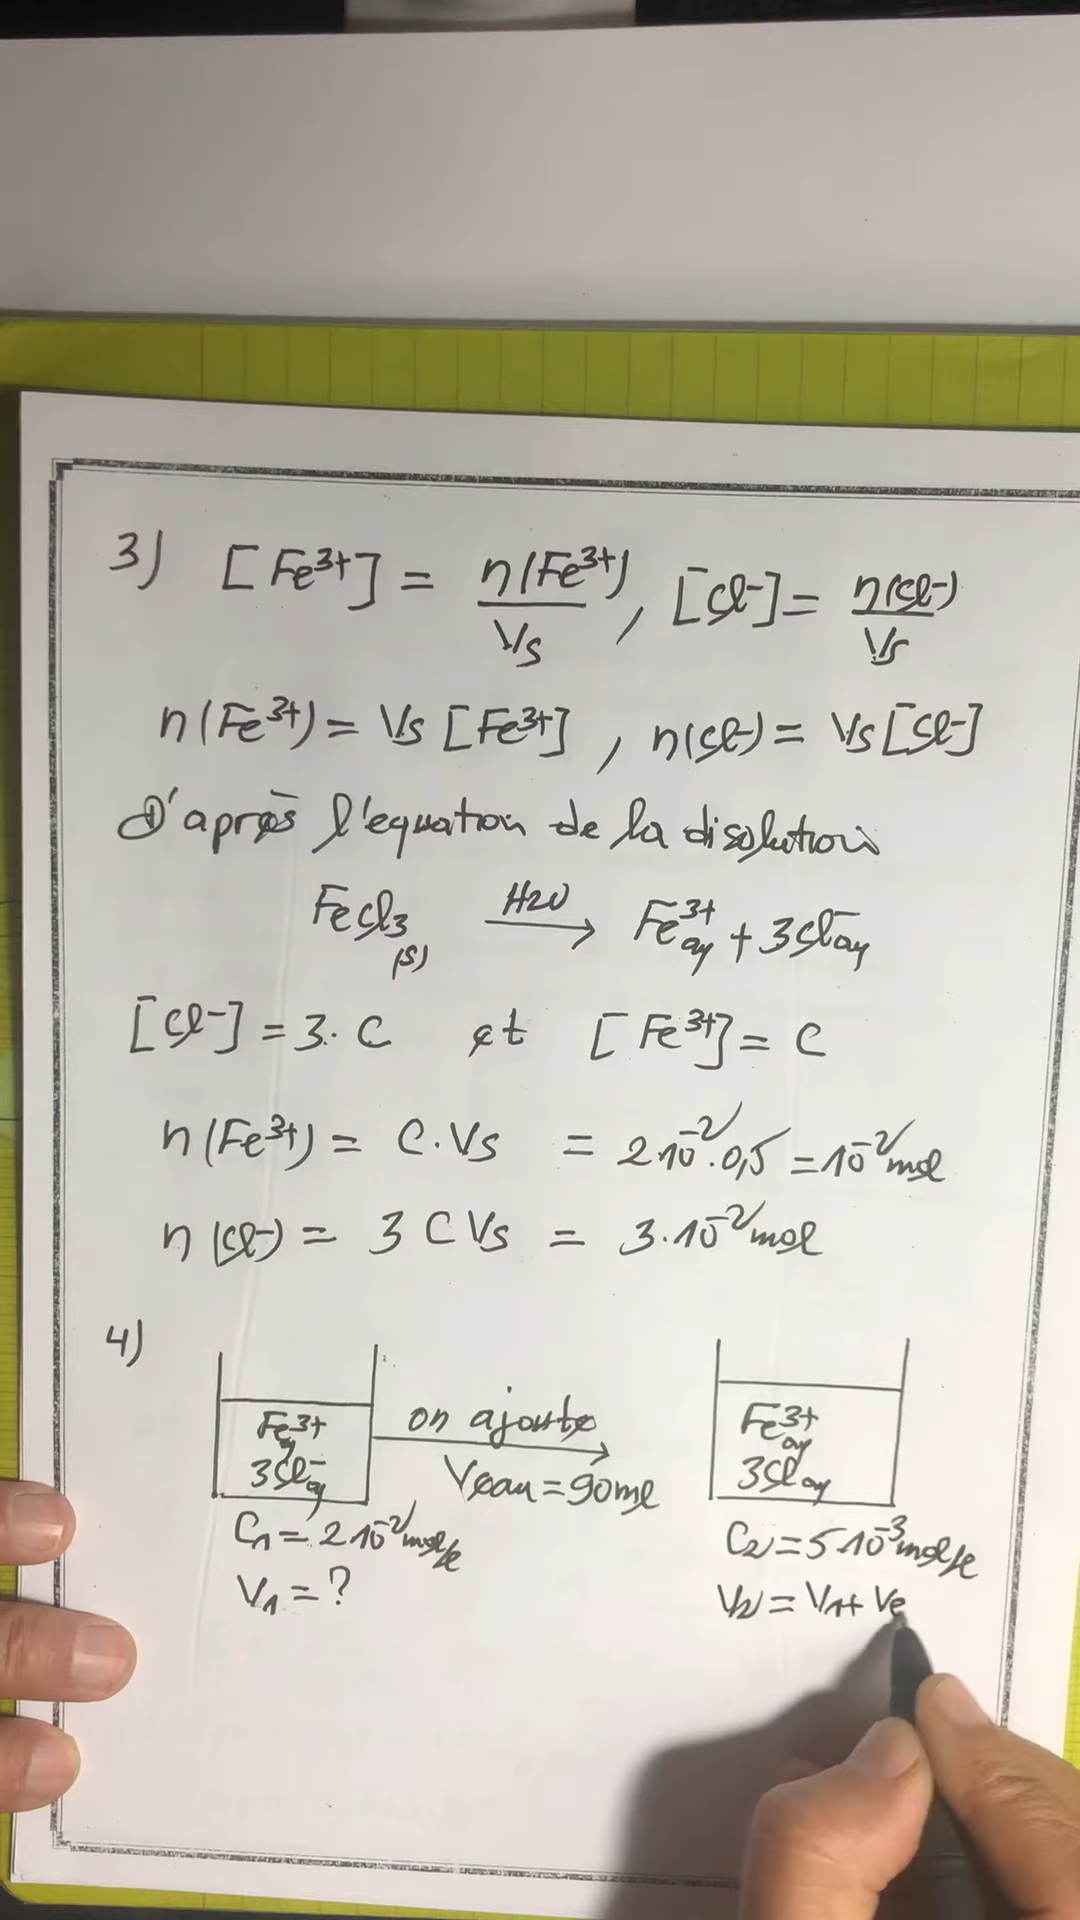 3) [Fe³⁺] = n(Fe³⁺)/Vs , [Cl⁻] = n(Cl⁻)/Vs
n(Fe³⁺) = Vs [Fe³⁺] , n(Cl⁻) = Vs [Cl⁻]
D'après l'equation de la disolution
FeCl₃(s) —H2O→ Fe³⁺aq + 3Cl⁻aq
[Cl⁻] = 3. C et [Fe³⁺] = C
n(Fe³⁺) = C.Vs = 2.10⁻².0,5 = 10⁻² mol
n(Cl⁻) = 3 C Vs = 3.10⁻² mol
4)
Fe³⁺aq
3Cl⁻aq
C₁ = 2 10⁻² mol/l
V₁ = ?
on ajoute
Veau = 90ml
Fe³⁺aq
3Cl⁻aq
C₂ = 5 10⁻³ mol/l
V₂ = V₁ + Ve